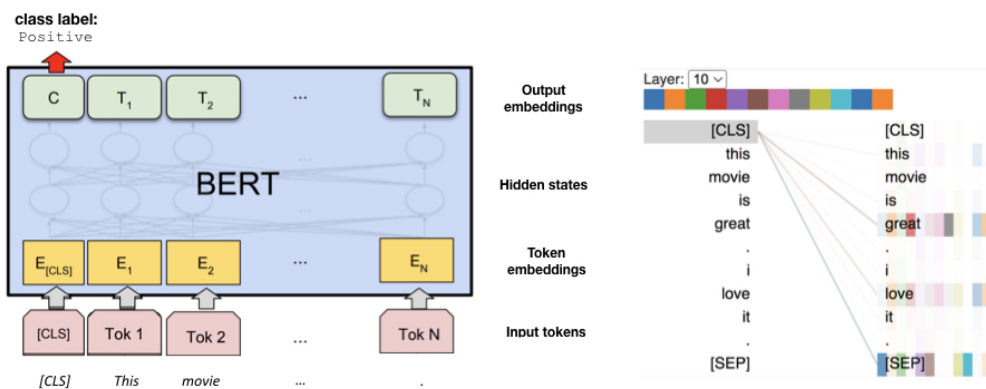 class label:
Positive
C T1 T2 ... TN
...
BERT
...
E[CLS] E1 E2 ... EN
[CLS] Tok 1 Tok 2 ... Tok N
[CLS] This movie ... .
Output
embeddings
Hidden states
Token
embeddings
Input tokens
Layer: 10
[CLS] [CLS]
this this
movie movie
is is
great great
. .
i i
love love
it it
. .
[SEP] [SEP]